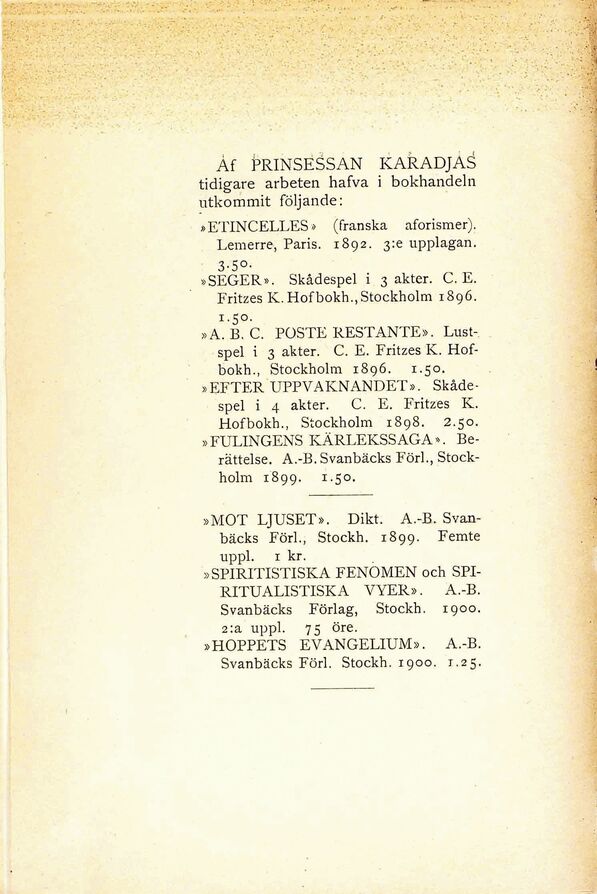 Af PRINSESSAN KARADJAS
tidigare arbeten hafva i bokhandeln
utkommit följande:
»ETINCELLES» (franska aforismer).
Lemerre, Paris. 1892. 3:e upplagan.
3.50.
»SEGER». Skådespel i 3 akter. C. E.
Fritzes K. Hofbokh., Stockholm 1896.
1.50.
»A. B. C. POSTE RESTANTE». Lust-
spel i 3 akter. C. E. Fritzes K. Hof-
bokh., Stockholm 1896. 1.50.
»EFTER UPPVAKNANDET». Skåde-
spel i 4 akter. C. E. Fritzes K.
Hofbokh., Stockholm 1898. 2.50.
»FULINGENS KÄRLEKSSAGA». Be-
rättelse. A.-B. Svanbäcks Förl., Stock-
holm 1899. 1.50.
»MOT LJUSET». Dikt. A.-B. Svan-
bäcks Förl., Stockh. 1899. Femte
uppl. 1 kr.
»SPIRITISTISKA FENOMEN och SPI-
RITUALISTISKA VYER». A.-B.
Svanbäcks Förlag, Stockh. 1900.
2:a uppl. 75 öre.
»HOPPETS EVANGELIUM». A.-B.
Svanbäcks Förl. Stockh. 1900. 1.25.